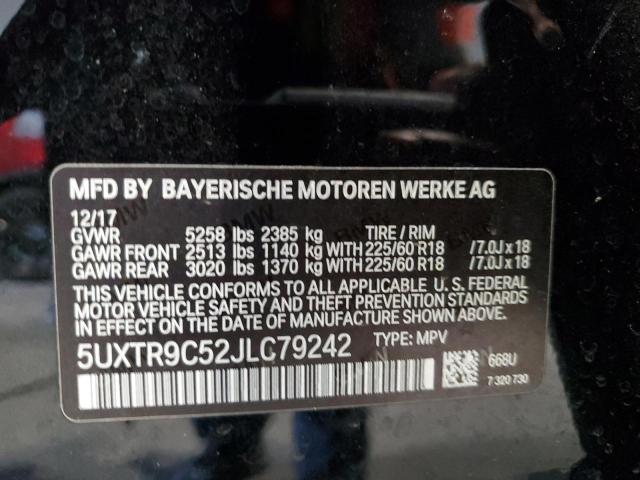 MFD BY BAYERISCHE MOTOREN WERKE AG
12/17
GVWR 5258 lbs 2385 kg TIRE / RIM
GAWR FRONT 2513 lbs 1140 kg WITH 225/60 R18 / 7.0J x 18
GAWR REAR 3020 lbs 1370 kg WITH 225/60 R18 / 7.0J x 18
THIS VEHICLE CONFORMS TO ALL APPLICABLE U. S. FEDERAL
MOTOR VEHICLE SAFETY AND THEFT PREVENTION STANDARDS
IN EFFECT ON THE DATE OF MANUFACTURE SHOWN ABOVE.
5UXTR9C52JLC79242 TYPE: MPV
668U
7 320 730